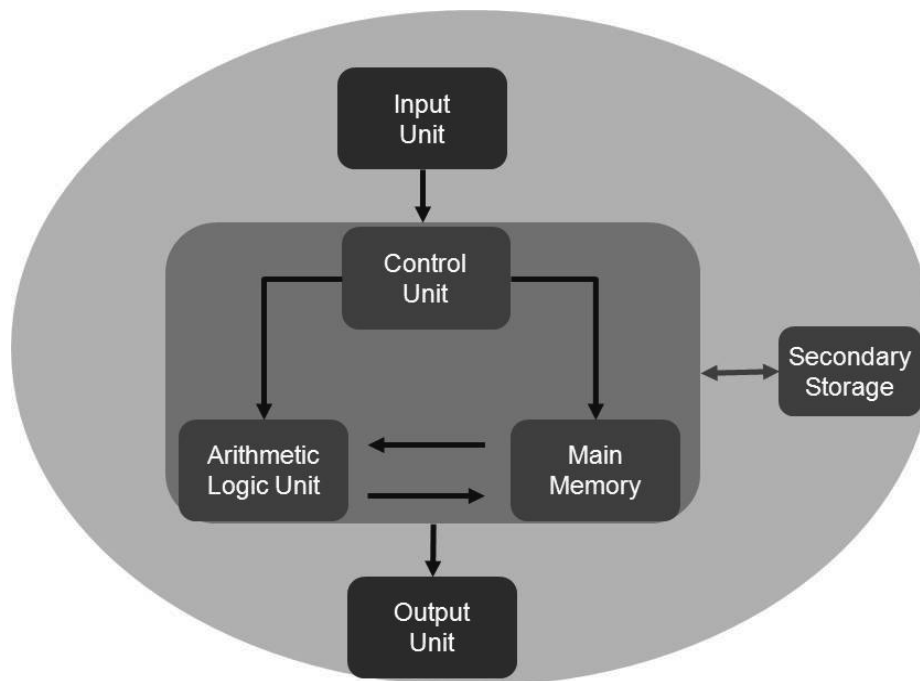 Input
Unit
Control
Unit
Secondary
Storage
Arithmetic
Logic Unit
Main
Memory
Output
Unit